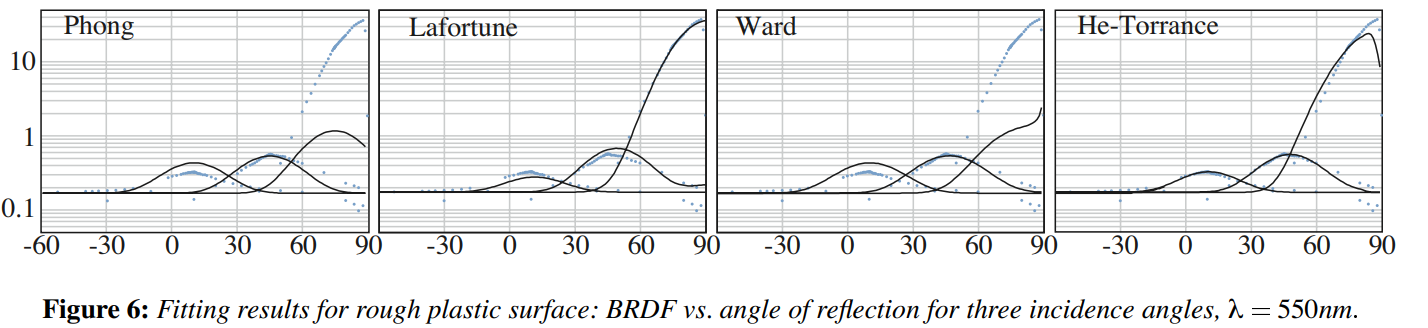 Phong Lafortune Ward He-Torrance
10
1
0.1
-60 -30 0 30 60 90 -30 0 30 60 90 -30 0 30 60 90 -30 0 30 60 90
Figure 6: Fitting results for rough plastic surface: BRDF vs. angle of reflection for three incidence angles, λ = 550nm.